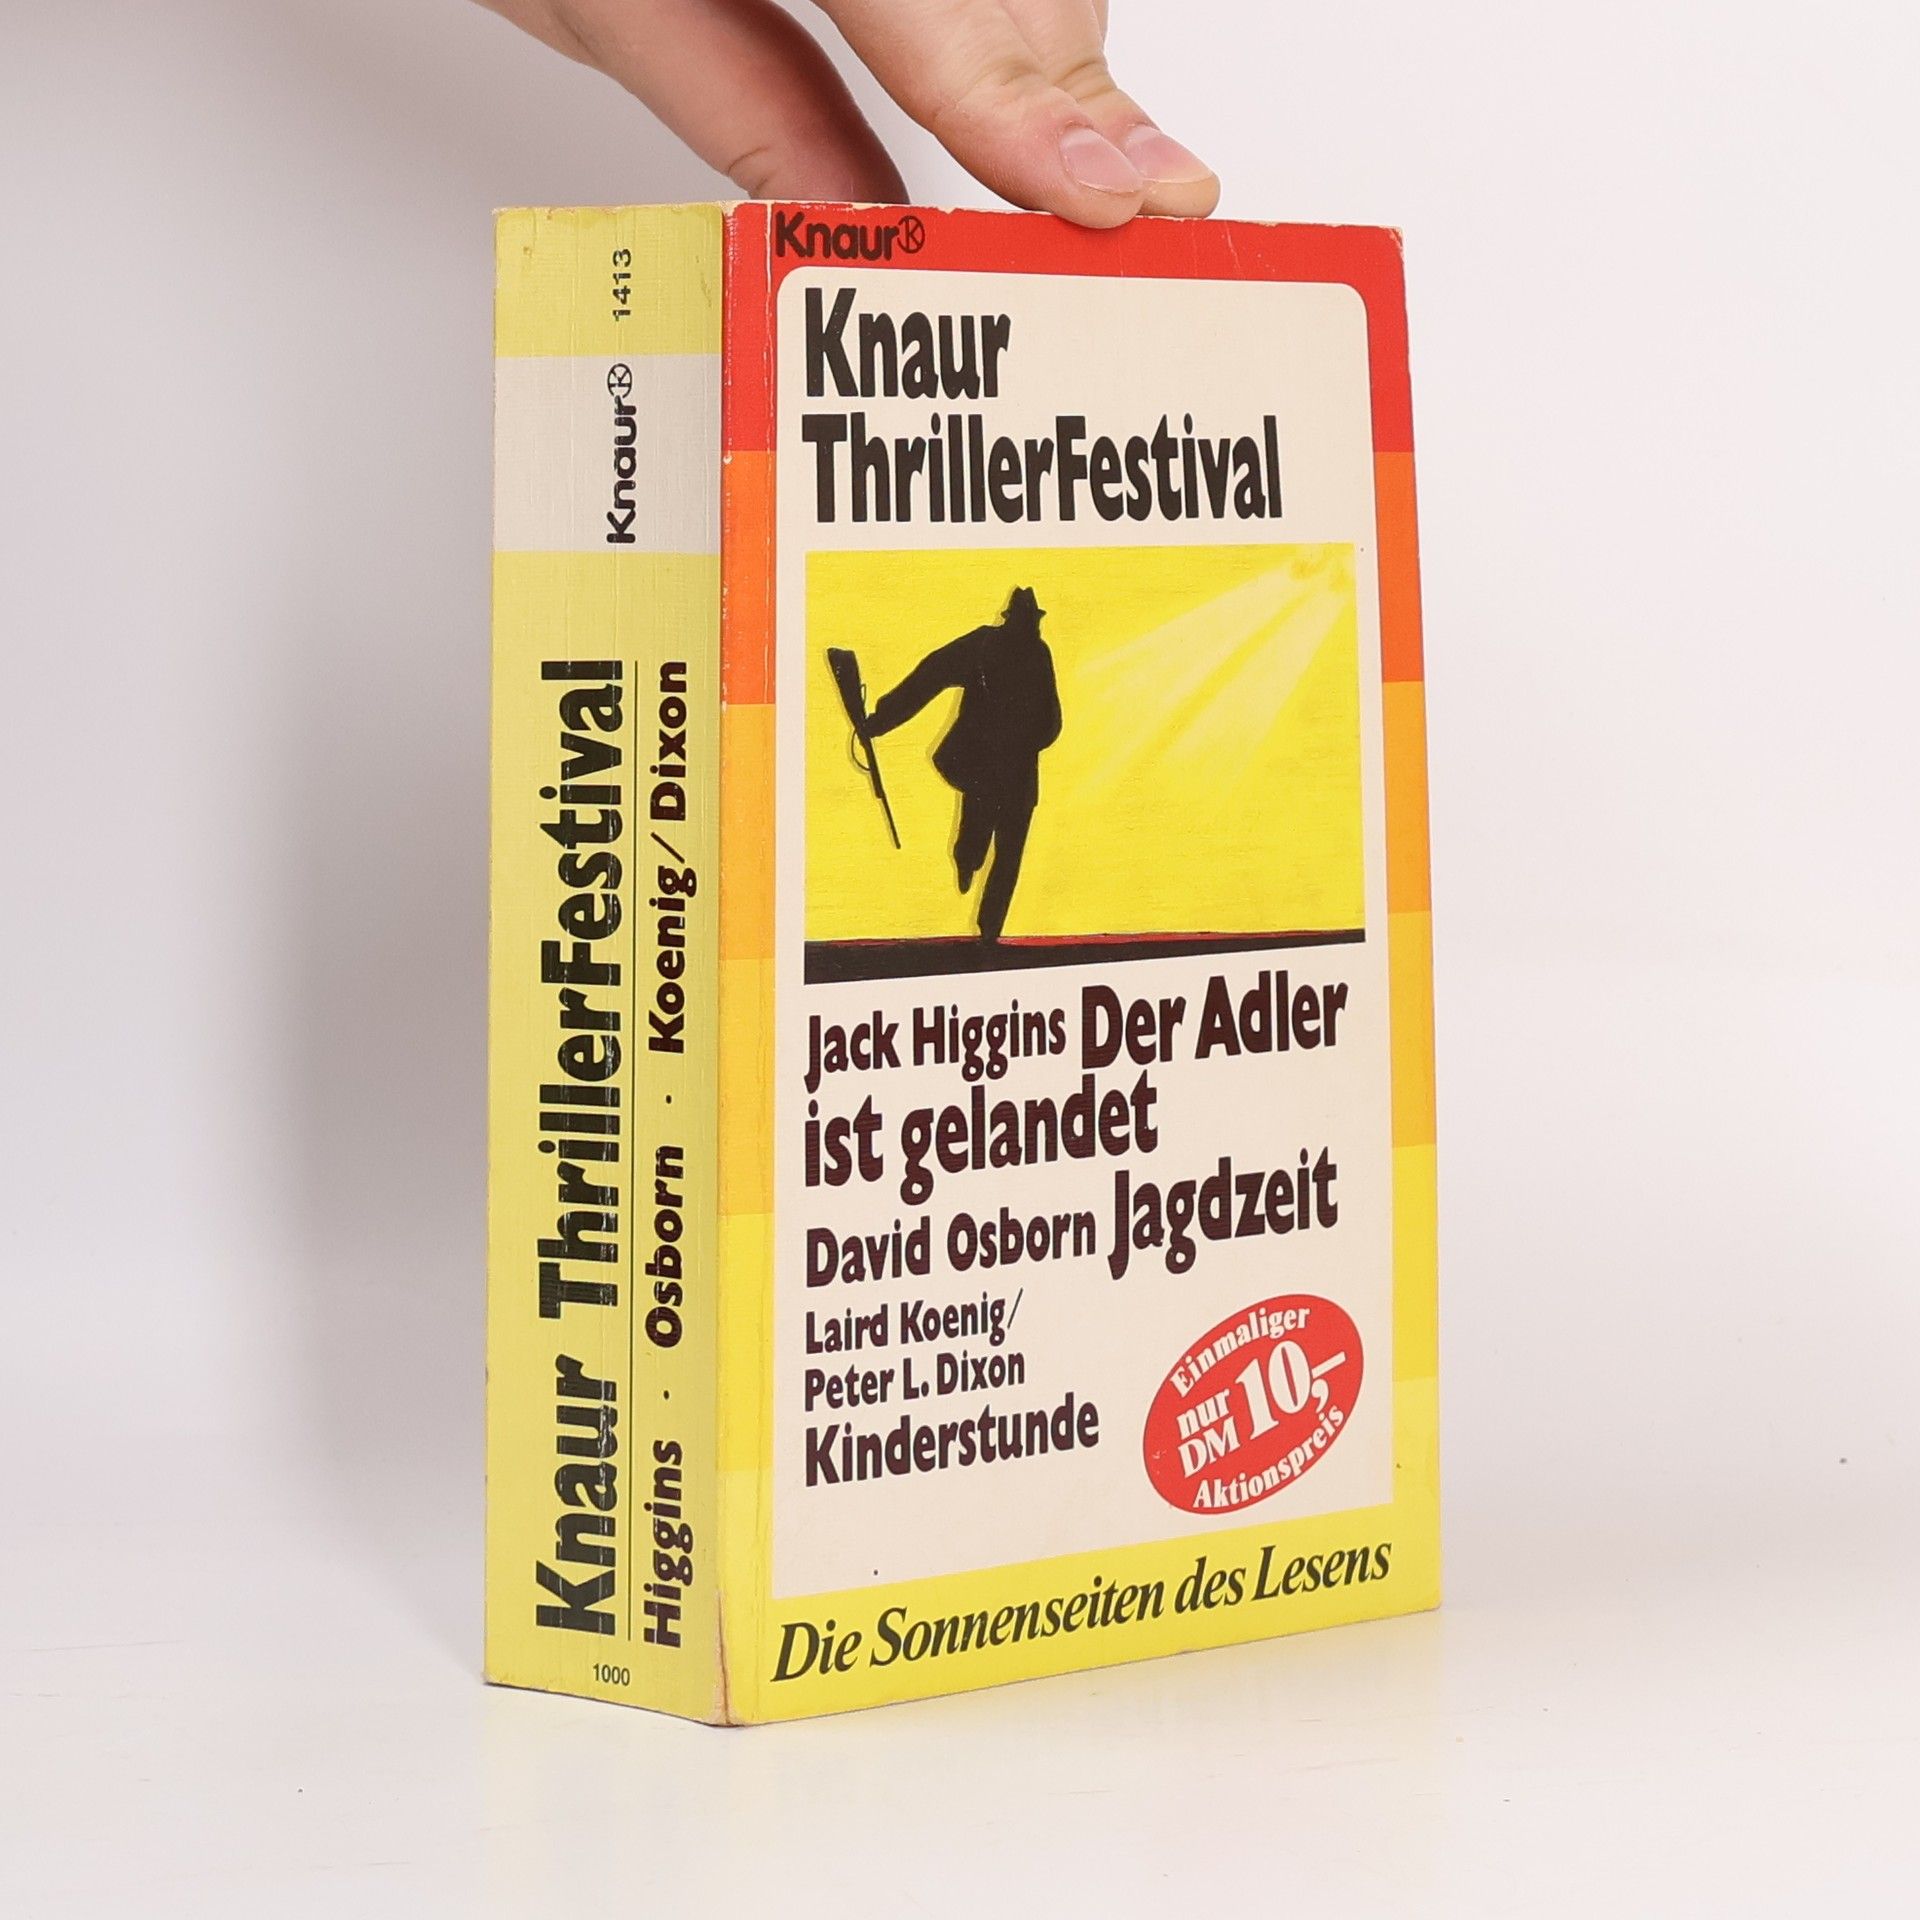 1413
Knaur
Knaur ThrillerFestival
Higgins · Osborn · Koenig/Dixon
1000
Knaur
Knaur
ThrillerFestival
Jack Higgins Der Adler
ist gelandet
David Osborn Jagdzeit
Laird Koenig/
Peter L. Dixon
Kinderstunde
Einmaliger
nur
DM 10,–
Aktionspreis
Die Sonnenseiten des Lesens